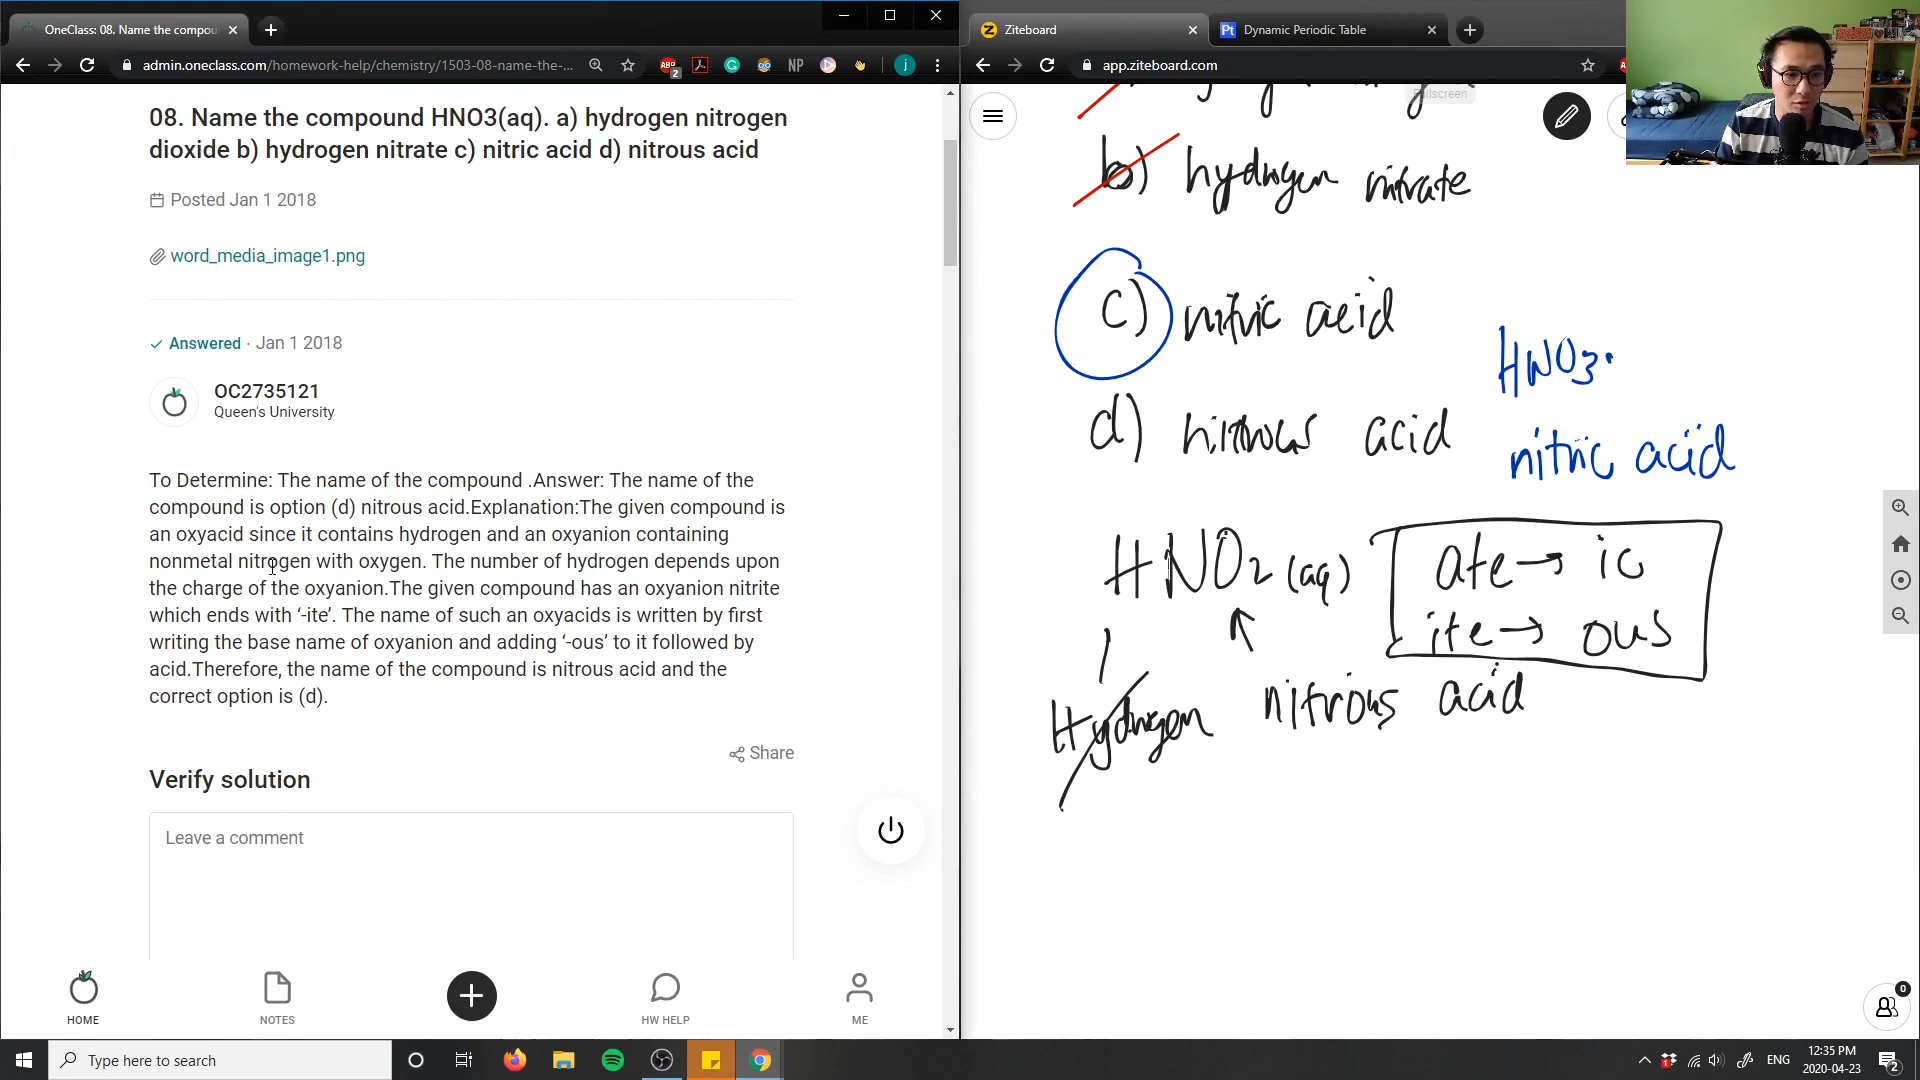 OneClass: 08. Name the compou
admin.oneclass.com/homework-help/chemistry/1503-08-name-the-...
ABP
2
NP
j
08. Name the compound HNO3(aq). a) hydrogen nitrogen
dioxide b) hydrogen nitrate c) nitric acid d) nitrous acid
Posted Jan 1 2018
word_media_image1.png
Answered · Jan 1 2018
OC2735121
Queen's University
To Determine: The name of the compound .Answer: The name of the
compound is option (d) nitrous acid.Explanation:The given compound is
an oxyacid since it contains hydrogen and an oxyanion containing
nonmetal nitrogen with oxygen. The number of hydrogen depends upon
the charge of the oxyanion.The given compound has an oxyanion nitrite
which ends with ‘-ite’. The name of such an oxyacids is written by first
writing the base name of oxyanion and adding ‘-ous’ to it followed by
acid.Therefore, the name of the compound is nitrous acid and the
correct option is (d).
Share
Verify solution
Leave a comment
HOME
NOTES
HW HELP
ME
Ziteboard
Pt Dynamic Periodic Table
app.ziteboard.com
b) hydrogen nitrate
c) nitric acid
d) nitrous acid
HNO3
nitric acid
HNO2 (aq)
ate → ic
ite → ous
Hydrogen nitrous acid
0
Type here to search
ENG
12:35 PM
2020-04-23
2